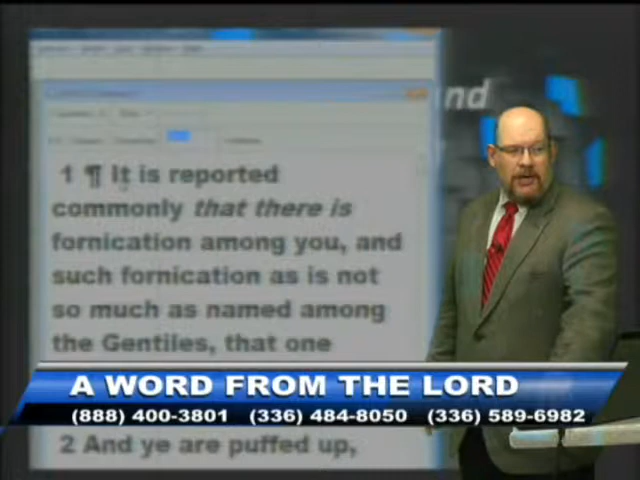 and
1 ¶ It is reported
commonly that there is
fornication among you, and
such fornication as is not
so much as named among
the Gentiles, that one
A WORD FROM THE LORD
(888) 400-3801 (336) 484-8050 (336) 589-6982
2 And ye are puffed up,